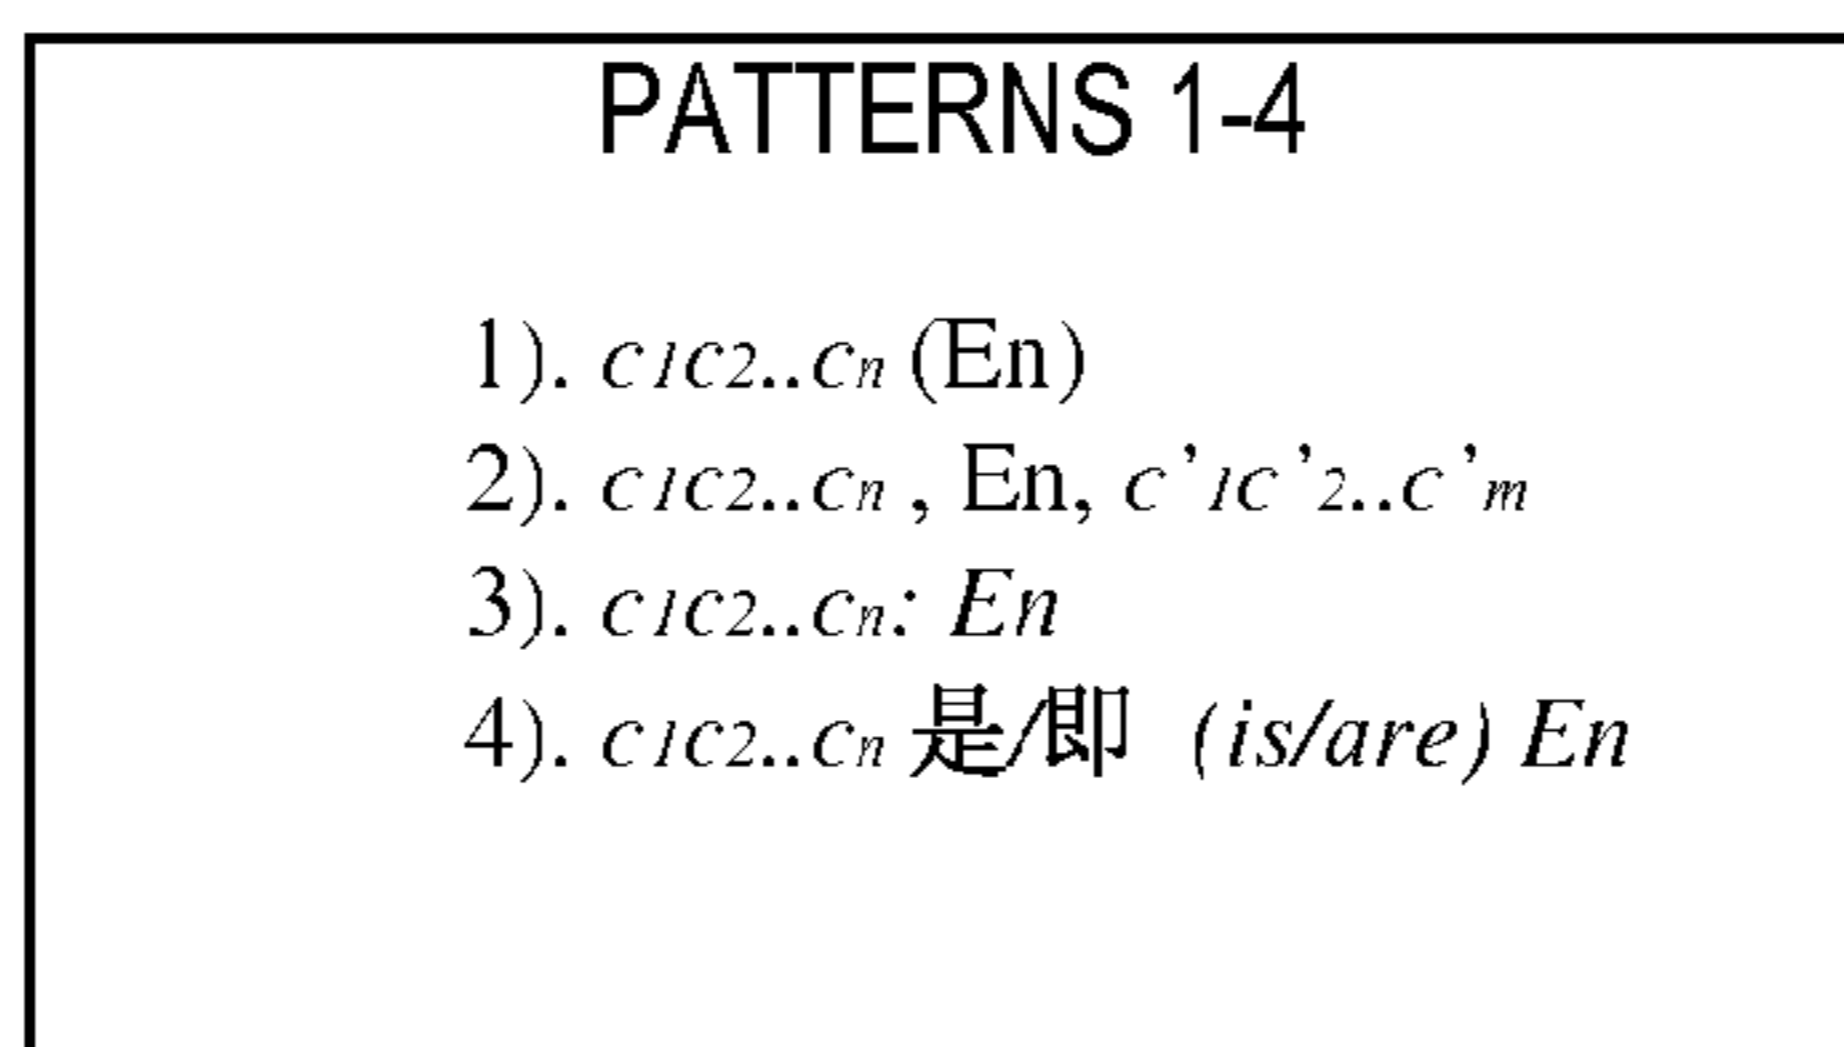 PATTERNS 1-4
1). c1c2..cn (En)
2). c1c2..cn , En, c’1c’2..c’m
3). c1c2..cn: En
4). c1c2..cn 是/即 (is/are) En